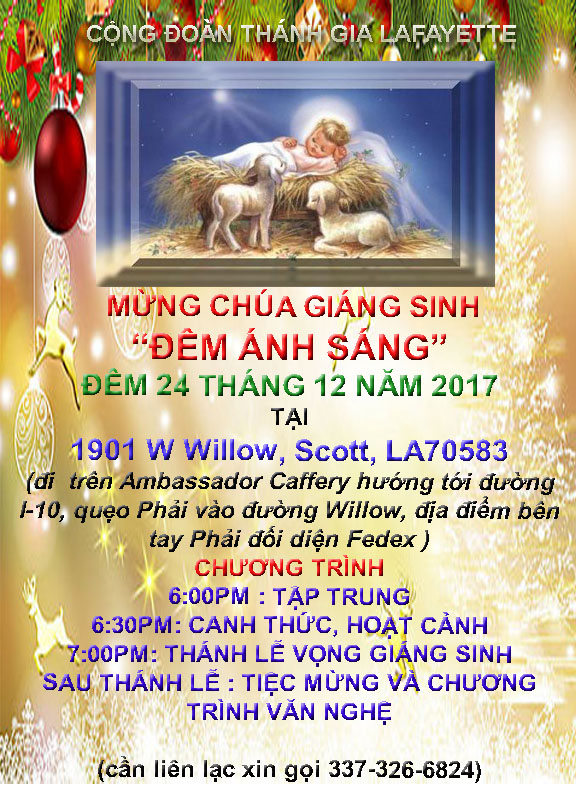 CỘNG ĐOÀN THÁNH GIA LAFAYETTE
MỪNG CHÚA GIÁNG SINH
“ĐÊM ÁNH SÁNG”
ĐÊM 24 THÁNG 12 NĂM 2017
TẠI
1901 W Willow, Scott, LA70583
(đi trên Ambassador Caffery hướng tới đường
I-10, quẹo Phải vào đường Willow, địa điểm bên
tay Phải đối diện Fedex )
CHƯƠNG TRÌNH
6:00PM : TẬP TRUNG
6:30PM: CANH THỨC, HOẠT CẢNH
7:00PM: THÁNH LỄ VỌNG GIÁNG SINH
SAU THÁNH LỄ : TIỆC MỪNG VÀ CHƯƠNG
TRÌNH VĂN NGHỆ
(cần liên lạc xin gọi 337-326-6824)